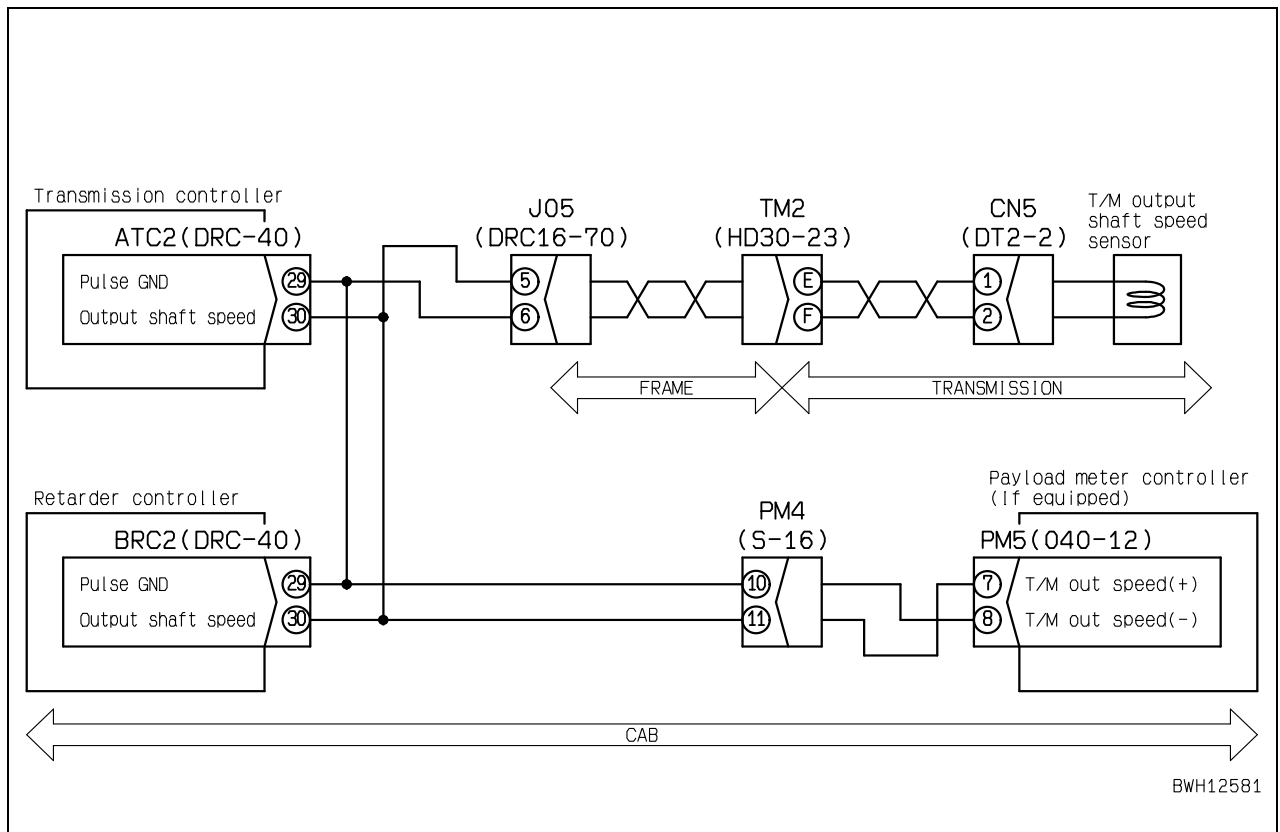 Transmission controller
ATC2(DRC-40)
Pulse GND
29
Output shaft speed
30
J05
(DRC16-70)
5
6
TM2
(HD30-23)
E
F
CN5
(DT2-2)
1
2
T/M output
shaft speed
sensor
FRAME
TRANSMISSION
Retarder controller
BRC2(DRC-40)
Pulse GND
29
Output shaft speed
30
PM4
(S-16)
10
11
Payload meter controller
(If equipped)
PM5(040-12)
7
T/M out speed(+)
8
T/M out speed(-)
CAB
BWH12581